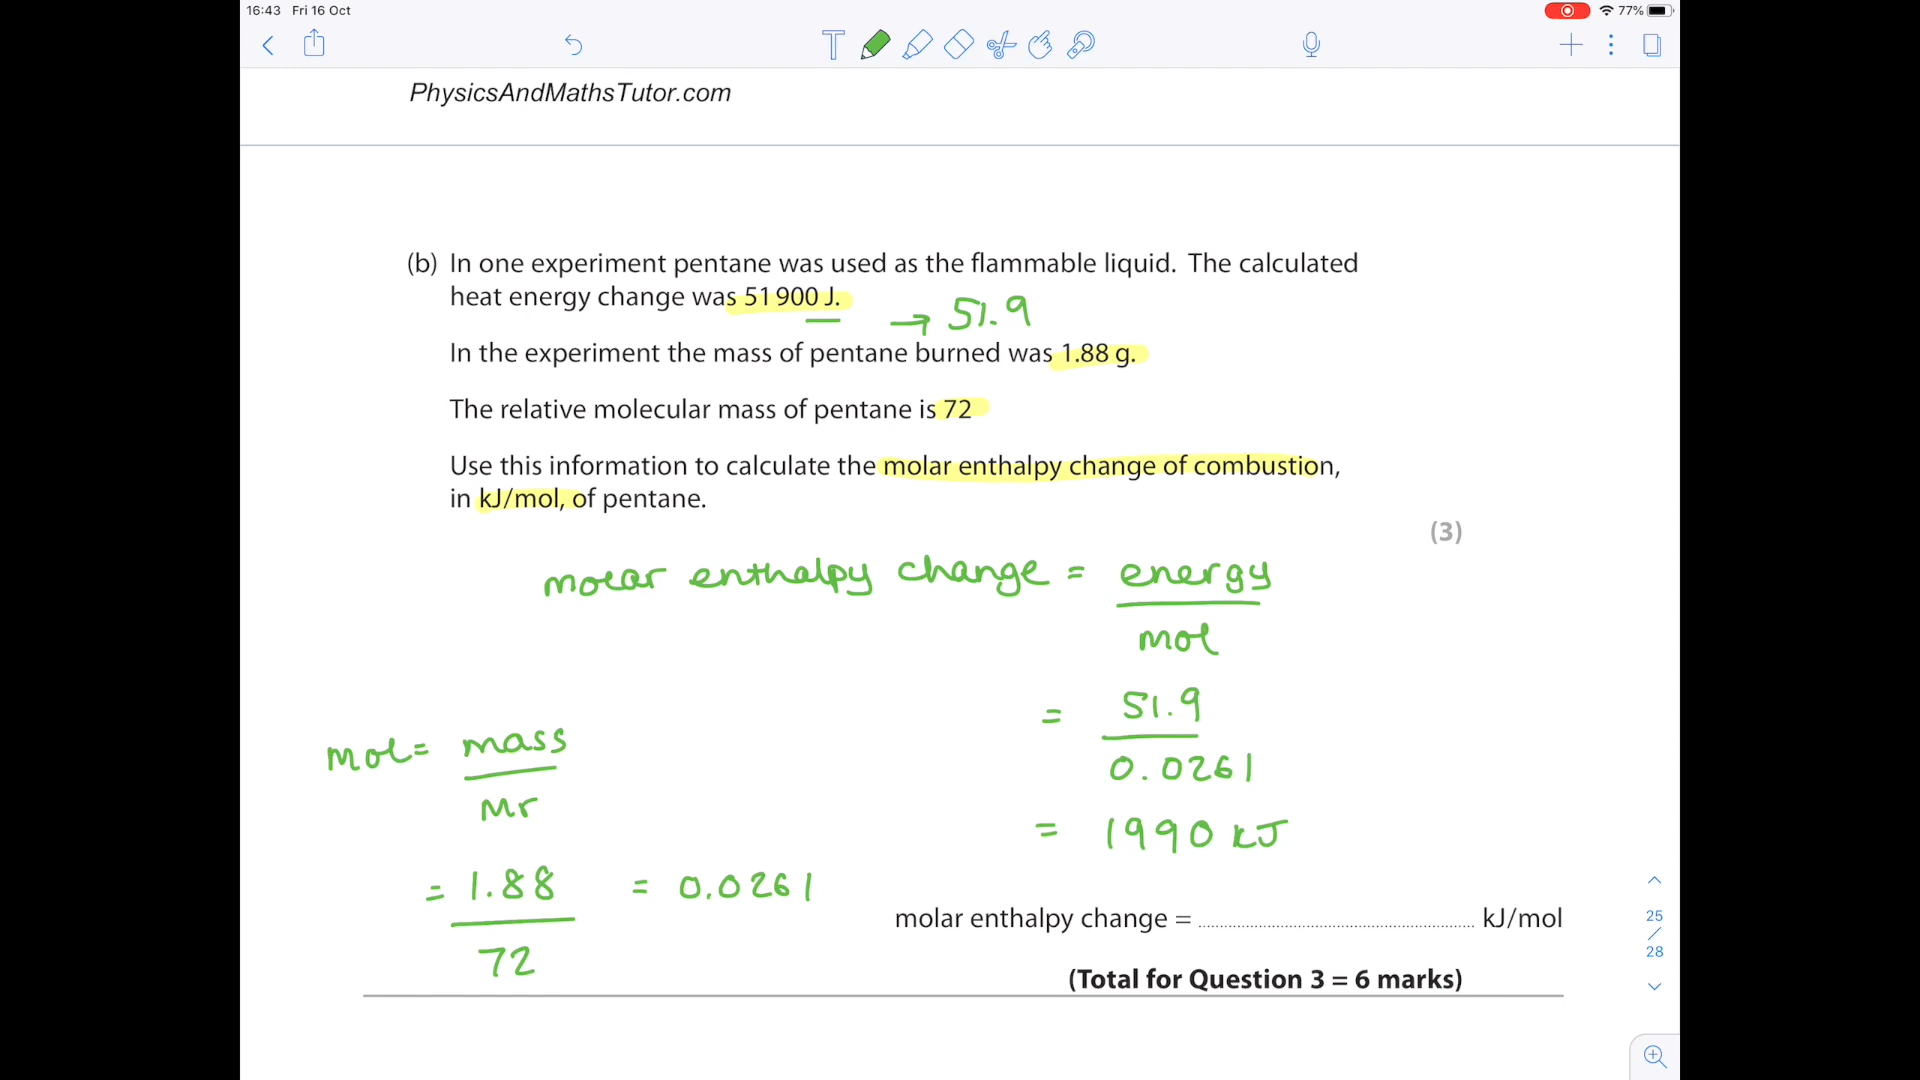 16:43 Fri 16 Oct
77%
T
PhysicsAndMathsTutor.com
(b) In one experiment pentane was used as the flammable liquid. The calculated
heat energy change was 51 900 J.
→ 51.9
In the experiment the mass of pentane burned was 1.88 g.
The relative molecular mass of pentane is 72
Use this information to calculate the molar enthalpy change of combustion,
in kJ/mol, of pentane.
(3)
molar enthalpy change = energy
mol
= 51.9
0.0261
= 1990 kJ
mol = mass
Mr
= 1.88 = 0.0261
72
molar enthalpy change = ............................................................ kJ/mol
(Total for Question 3 = 6 marks)
25
/
28